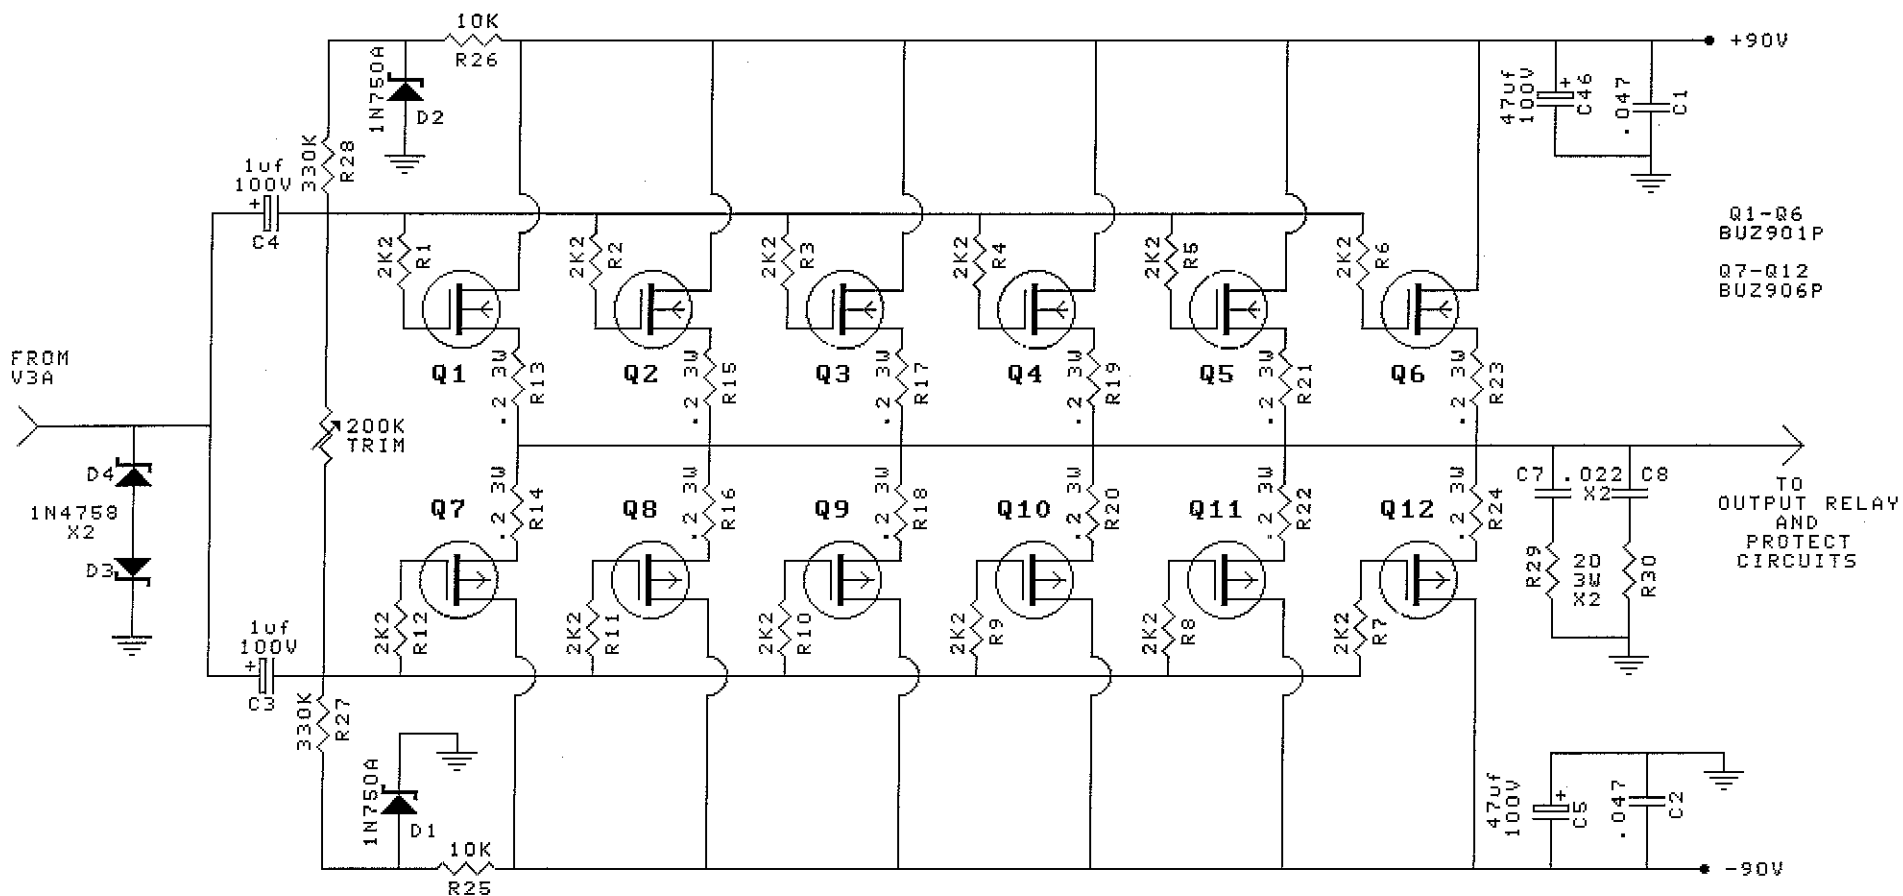 10K
R26
+90V
1N750A
D2
47uf
100V
C46
.047
C1
330K
R28
1uf
100V
C4
Q1-Q6
BUZ901P
Q7-Q12
BUZ906P
2K2
R1
2K2
R2
2K2
R3
2K2
R4
2K2
R5
2K2
R6
FROM
V3A
Q1
.2 3W
R13
Q2
.2 3W
R15
Q3
.2 3W
R17
Q4
.2 3W
R19
Q5
.2 3W
R21
Q6
.2 3W
R23
200K
TRIM
D4
1N4758
X2
D3
Q7
.2 3W
R14
Q8
.2 3W
R16
Q9
.2 3W
R18
Q10
.2 3W
R20
Q11
.2 3W
R22
Q12
.2 3W
R24
C7
.022
X2
C8
TO
OUTPUT RELAY
AND
PROTECT
CIRCUITS
R29
20
3W
X2
R30
1uf
100V
C3
2K2
R12
2K2
R11
2K2
R10
2K2
R9
2K2
R8
2K2
R7
330K
R27
1N750A
D1
47uf
100V
C5
.047
C2
10K
R25
-90V